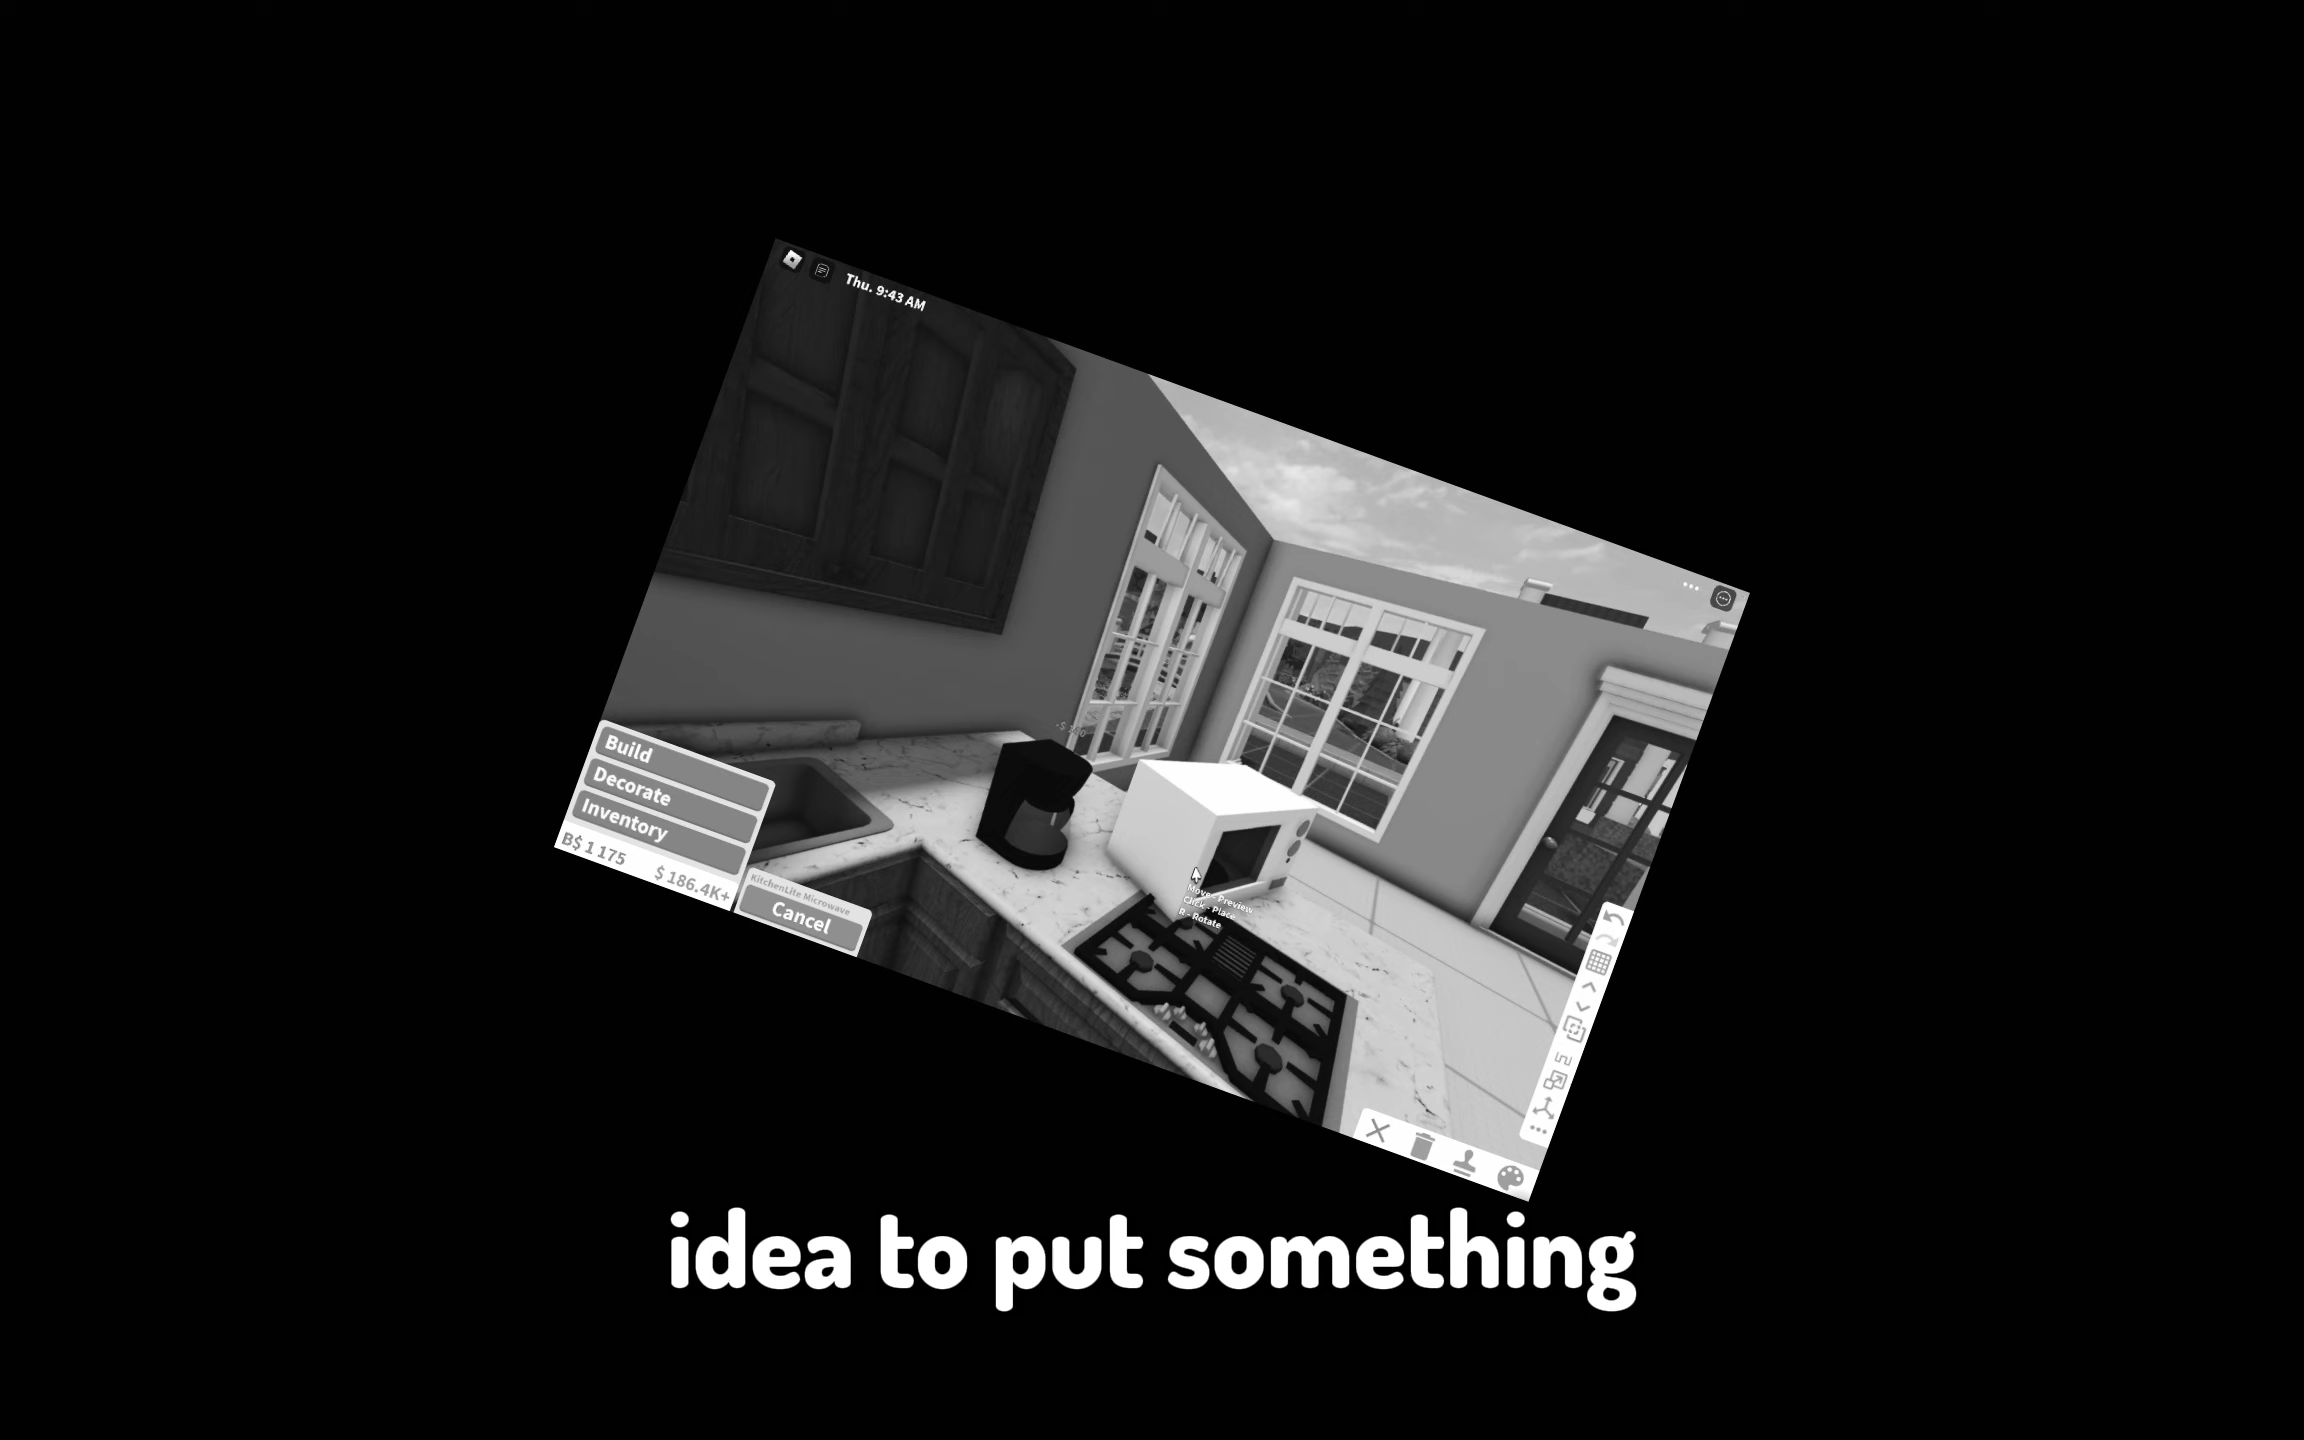 Thu. 9:43 AM
Build
Decorate
Inventory
B$ 1 175
$ 186.4K+
KitchenLite Microwave
Cancel
Move - Preview
Click - Place
R - Rotate
idea to put something